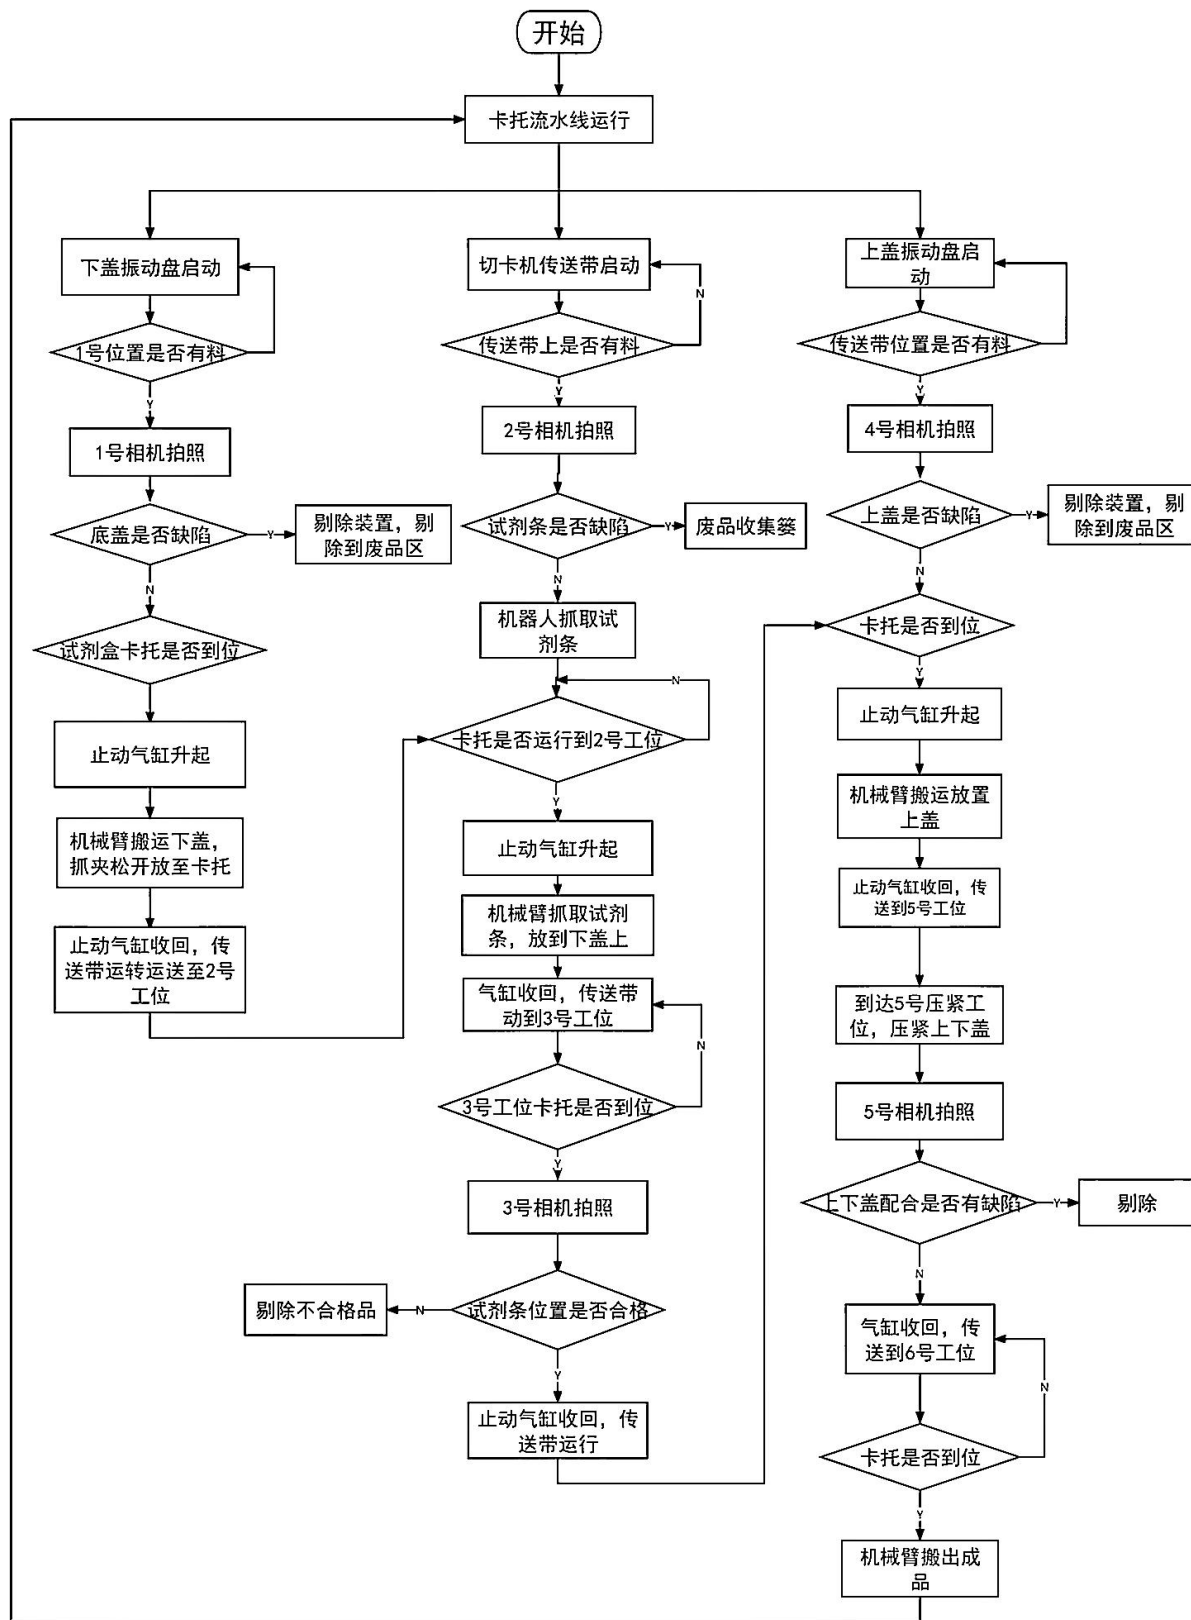 开始
卡托流水线运行
下盖振动盘启动
1号位置是否有料
Y
1号相机拍照
底盖是否缺陷
Y
剔除装置，剔
除到废品区
N
试剂盒卡托是否到位
止动气缸升起
机械臂搬运下盖，
抓夹松开放至卡托
止动气缸收回，传
送带运转运送至2号
工位
切卡机传送带启动
N
传送带上是否有料
Y
2号相机拍照
试剂条是否缺陷
Y
废品收集篓
N
机器人抓取试
剂条
N
卡托是否运行到2号工位
Y
止动气缸升起
机械臂抓取试剂
条，放到下盖上
气缸收回，传送带
动到3号工位
N
3号工位卡托是否到位
Y
3号相机拍照
试剂条位置是否合格
N
剔除不合格品
Y
止动气缸收回，传
送带运行
上盖振动盘启
动
传送带位置是否有料
Y
4号相机拍照
上盖是否缺陷
Y
剔除装置，剔
除到废品区
N
卡托是否到位
Y
止动气缸升起
机械臂搬运放置
上盖
止动气缸收回，传
送到5号工位
到达5号压紧工
位，压紧上下盖
5号相机拍照
上下盖配合是否有缺陷
Y
剔除
N
气缸收回，传
送到6号工位
N
卡托是否到位
Y
机械臂搬出成
品